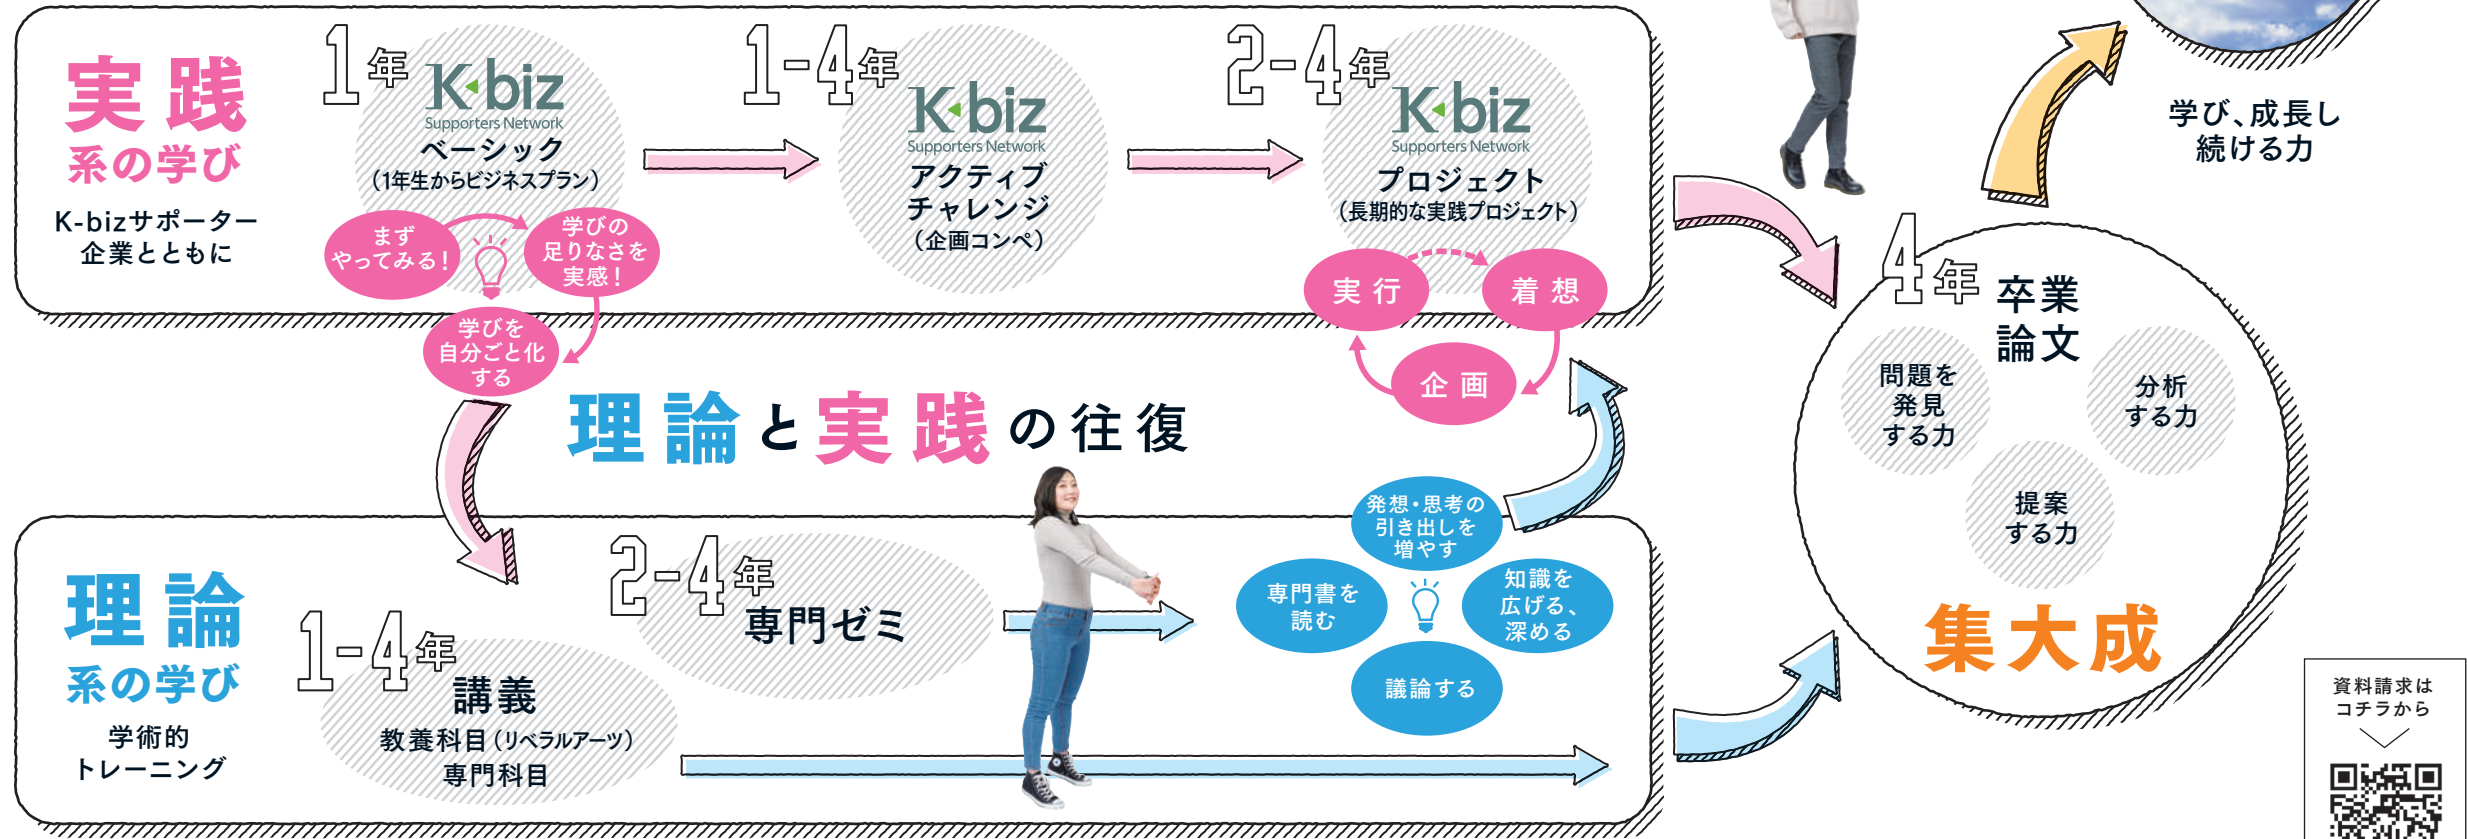 実践
系の学び
K-bizサポーター
企業とともに
1年
K-biz
Supporters Network
ベーシック
（1年生からビジネスプラン）
まず
やってみる！
学びの
足りなさを
実感！
学びを
自分ごと化
する
1-4年
K-biz
Supporters Network
アクティブ
チャレンジ
（企画コンペ）
2-4年
K-biz
Supporters Network
プロジェクト
（長期的な実践プロジェクト）
実行
着想
企画
理論と実践の往復
理論
系の学び
学術的
トレーニング
1-4年
講義
教養科目（リベラルアーツ）
専門科目
2-4年
専門ゼミ
発想・思考の
引き出しを
増やす
専門書を
読む
知識を
広げる、
深める
議論する
4年
卒業
論文
問題を
発見
する力
分析
する力
提案
する力
集大成
学び、成長し
続ける力
資料請求は
コチラから